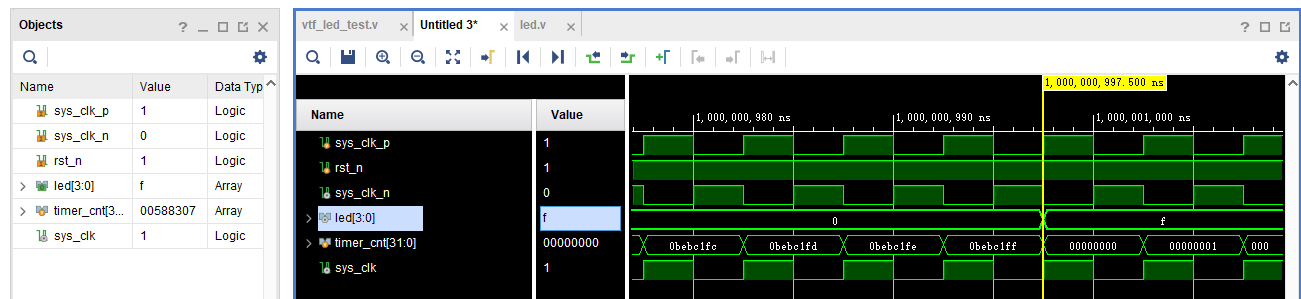 Objects
Name Value Data Typ
sys_clk_p 1 Logic
sys_clk_n 0 Logic
rst_n 1 Logic
led[3:0] f Array
timer_cnt[3... 00588307 Array
sys_clk 1 Logic
vtf_led_test.v Untitled 3* led.v
1,000,000,997.500 ns
Name Value 1,000,000,980 ns 1,000,000,990 ns 1,000,001,000 ns
sys_clk_p 1
rst_n 1
sys_clk_n 0
led[3:0] f 0 f
timer_cnt[31:0] 00000000 0bebc1fc 0bebc1fd 0bebc1fe 0bebc1ff 00000000 00000001 000
sys_clk 1